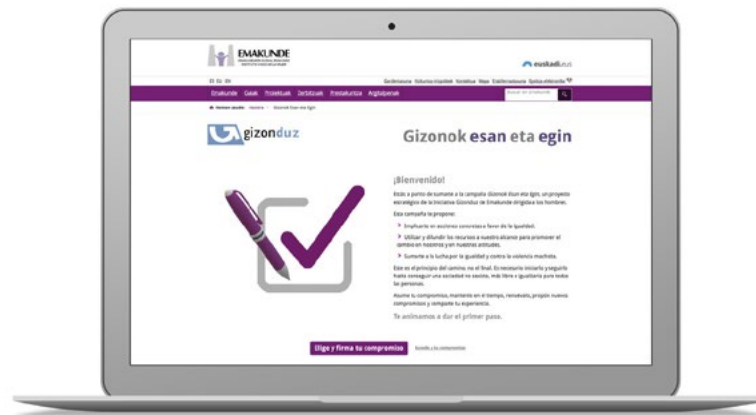 EMAKUNDE
euskadi.eus
ES EU EN
Emakunde Gaiak Proiektuak Zerbitzuak Prestakuntza Argitalpenak
gizonduz
Gizonok esan eta egin
¡Bienvenido!
Estás a punto de sumarte a la campaña Gizonok Esan eta Egin, un proyecto
estratégico de la Iniciativa Gizonduz de Emakunde dirigida a los hombres.
Esta campaña te propone:
Implicarte en acciones concretas a favor de la igualdad.
Utilizar y difundir los recursos a nuestro alcance para promover el
cambio en nosotros y en nuestras actitudes.
Sumarte a la lucha por la igualdad y contra la violencia machista.
Este es el principio del camino, no el final. Es necesario iniciarlo y seguirlo
hasta conseguir una sociedad no sexista, más libre e igualitaria para todas
las personas.
Asume tu compromiso, mantenlo en el tiempo, renuévalo, propón nuevos
compromisos y comparte tu experiencia.
Te animamos a dar el primer paso.
Elige y firma tu compromiso